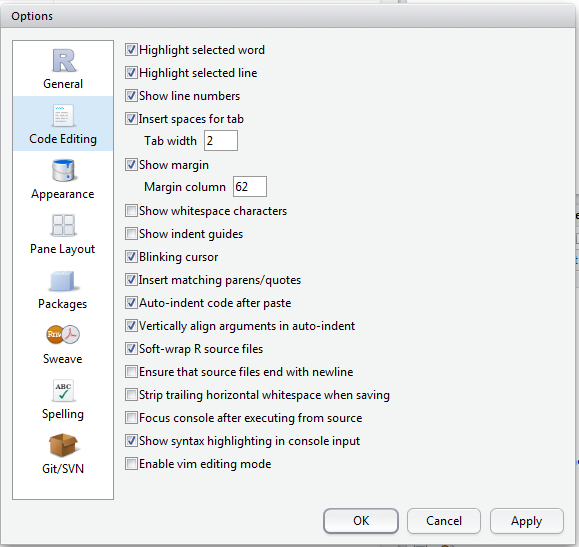 Options
General
Code Editing
Appearance
Pane Layout
Packages
Rnw
Sweave
ABC
Spelling
Git/SVN
Highlight selected word
Highlight selected line
Show line numbers
Insert spaces for tab
Tab width 2
Show margin
Margin column 62
Show whitespace characters
Show indent guides
Blinking cursor
Insert matching parens/quotes
Auto-indent code after paste
Vertically align arguments in auto-indent
Soft-wrap R source files
Ensure that source files end with newline
Strip trailing horizontal whitespace when saving
Focus console after executing from source
Show syntax highlighting in console input
Enable vim editing mode
OK Cancel Apply